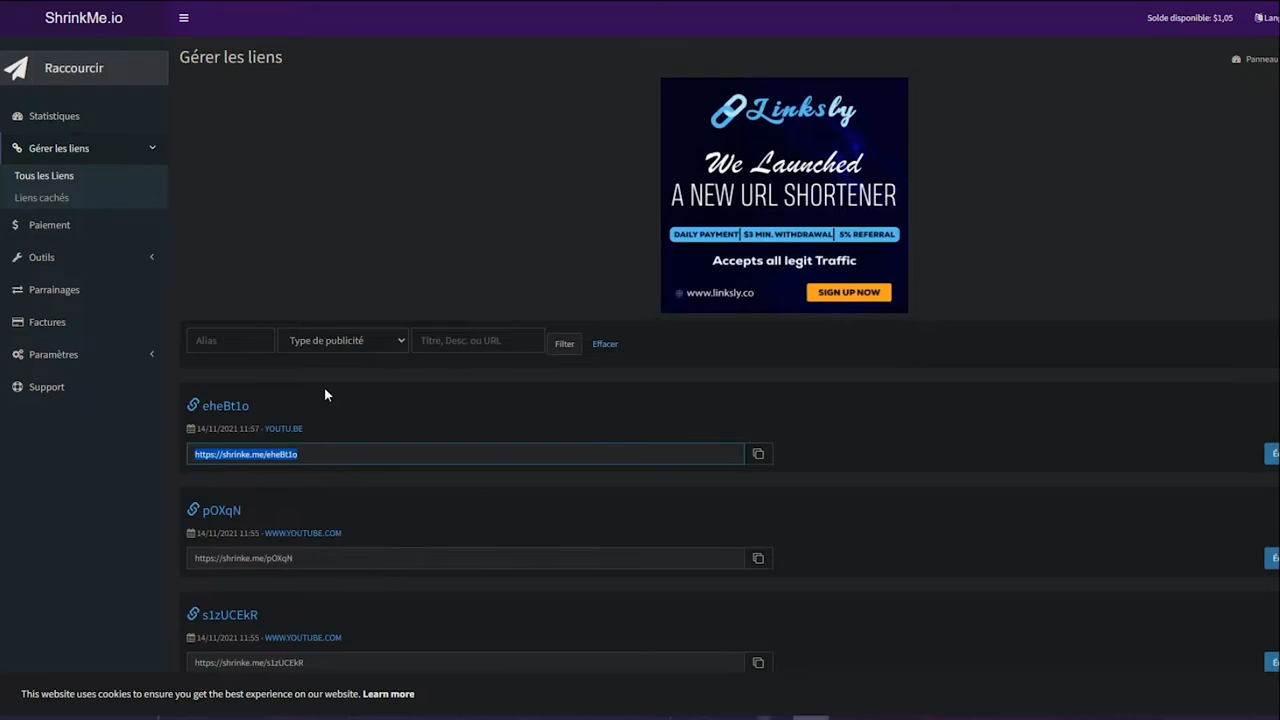 ShrinkMe.io
Solde disponible: $1,05
Raccourcir
Statistiques
Gérer les liens
Tous les Liens
Liens cachés
Paiement
Outils
Parrainages
Factures
Paramètres
Support
Gérer les liens
Panneau
Linksly
We Launched
A NEW URL SHORTENER
DAILY PAYMENT| $3 MIN. WITHDRAWAL| 5% REFERRAL
Accepts all legit Traffic
www.linksly.co
SIGN UP NOW
Alias
Type de publicité
Titre, Desc. ou URL
Filter
Effacer
eheBt1o
14/11/2021 11:57 - YOUTU.BE
https://shrinke.me/eheBt1o
pOXqN
14/11/2021 11:55 - WWW.YOUTUBE.COM
https://shrinke.me/pOXqN
s1zUCEkR
14/11/2021 11:55 - WWW.YOUTUBE.COM
https://shrinke.me/s1zUCEkR
This website uses cookies to ensure you get the best experience on our website. Learn more